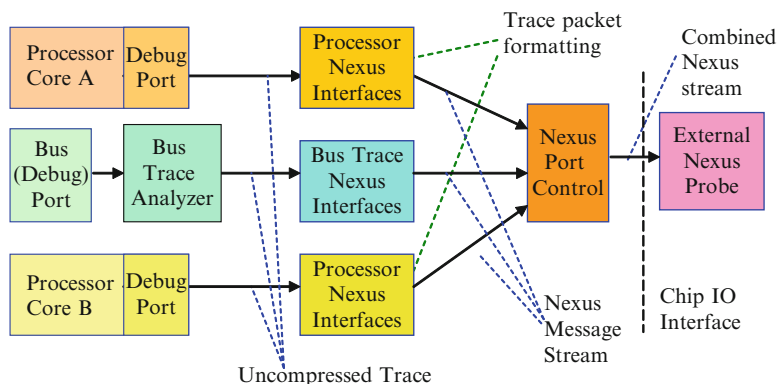 Trace packet
formatting
Combined
Nexus
stream
Processor
Core A
Debug
Port
Processor
Nexus
Interfaces
Bus
(Debug)
Port
Bus
Trace
Analyzer
Bus Trace
Nexus
Interfaces
Nexus
Port
Control
External
Nexus
Probe
Processor
Core B
Debug
Port
Processor
Nexus
Interfaces
Nexus
Message
Stream
Chip IO
Interface
Uncompressed Trace